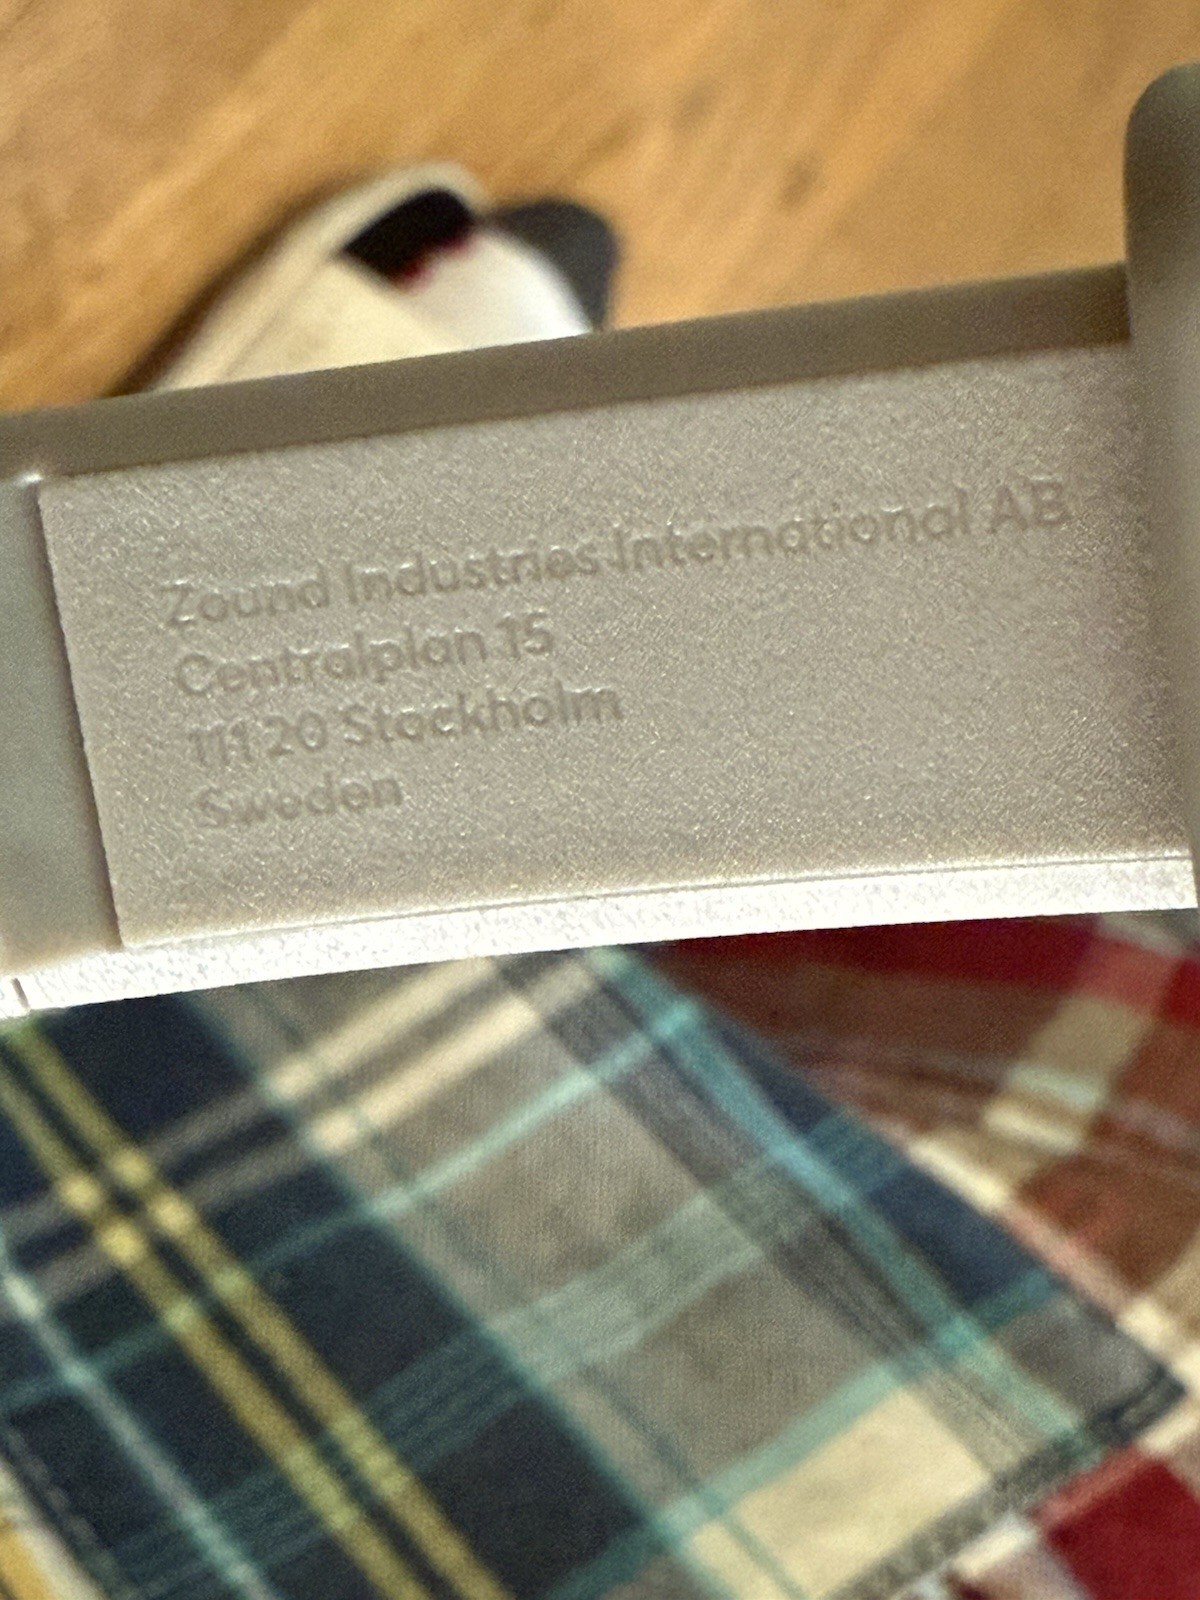 Zound Industries International AB
Centralplan 15
111 20 Stockholm
Sweden